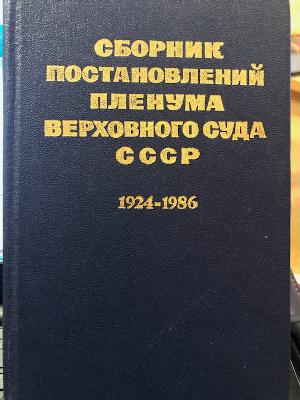 СБОРНИК
ПОСТАНОВЛЕНИЙ
ПЛЕНУМА
ВЕРХОВНОГО СУДА
СССР
1924-1986